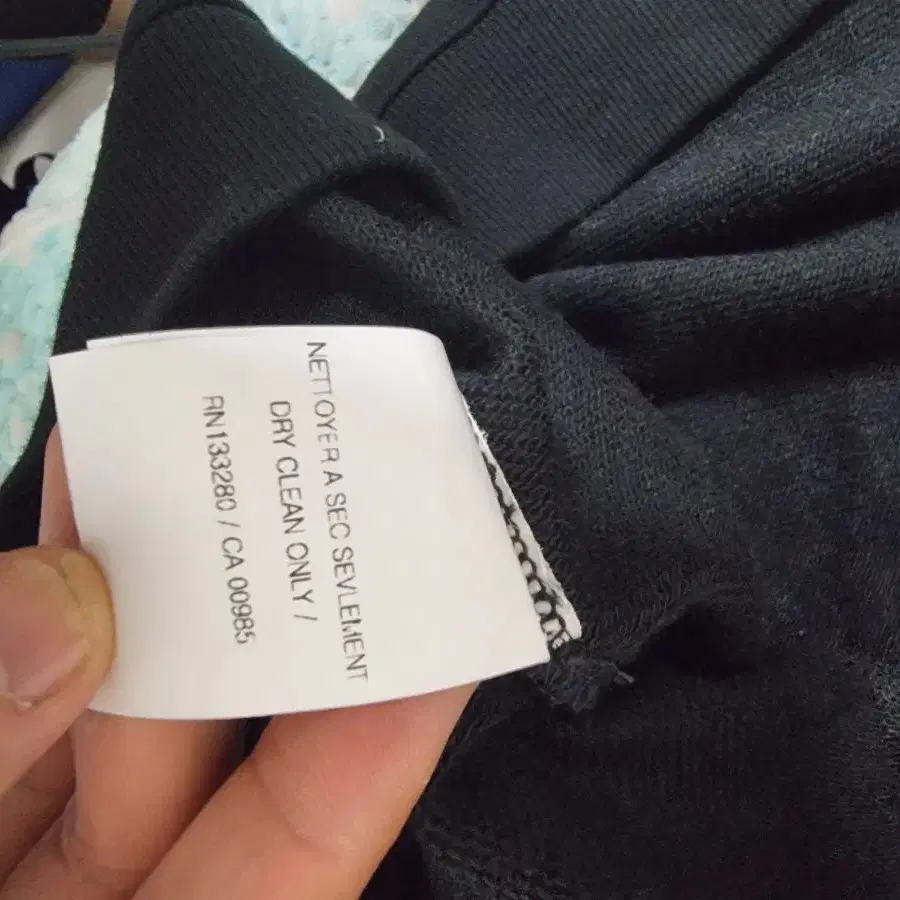 NETTOYER A SEC SEVLEMENT
DRY CLEAN ONLY /
RN133280 / CA 00985